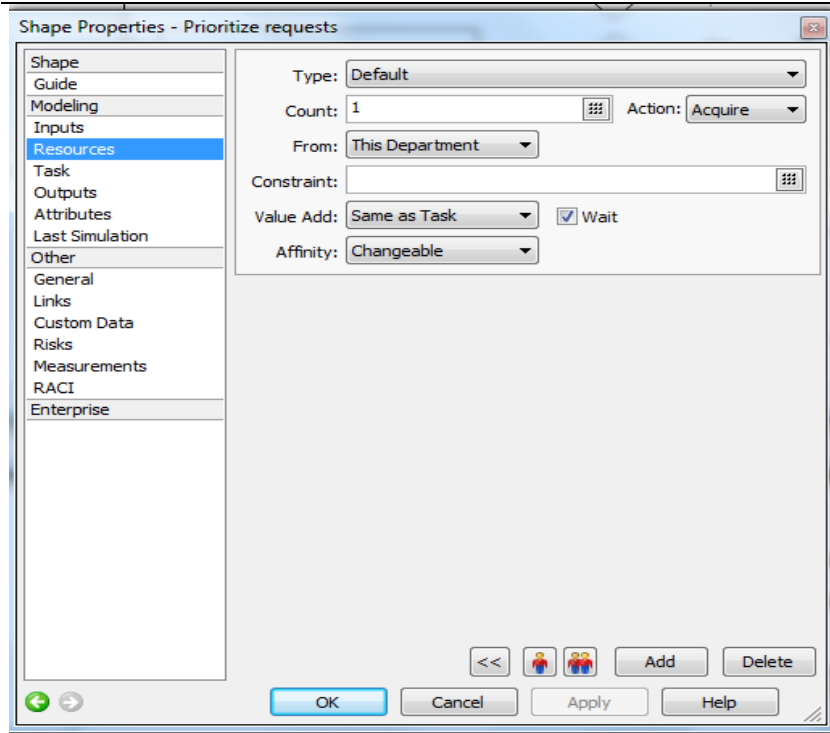 Shape Properties - Prioritize requests
Shape
Guide
Modeling
Inputs
Resources
Task
Outputs
Attributes
Last Simulation
Other
General
Links
Custom Data
Risks
Measurements
RACI
Enterprise
Type: Default
Count: 1 Action: Acquire
From: This Department
Constraint:
Value Add: Same as Task Wait
Affinity: Changeable
<< Add Delete
OK Cancel Apply Help